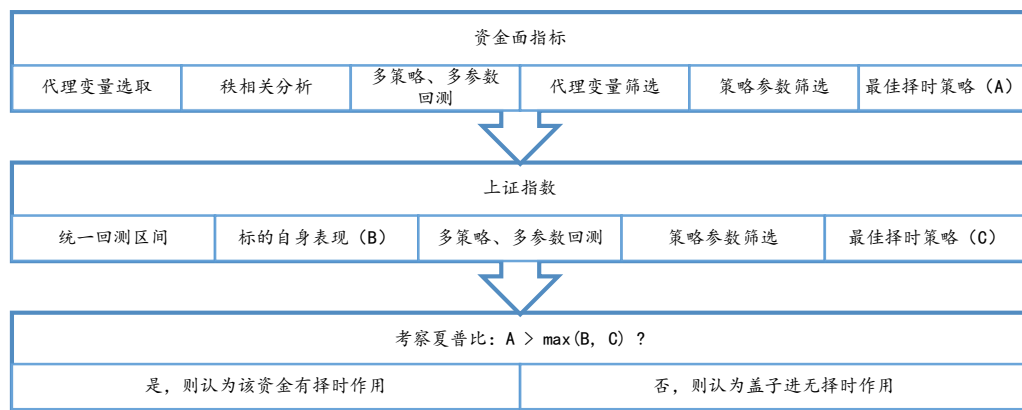 资金面指标
代理变量选取
秩相关分析
多策略、多参数
回测
代理变量筛选
策略参数筛选
最佳择时策略（A）
上证指数
统一回测区间
标的自身表现（B）
多策略、多参数回测
策略参数筛选
最佳择时策略（C）
考察夏普比：A > max(B, C) ?
是，则认为该资金有择时作用
否，则认为盖子进无择时作用